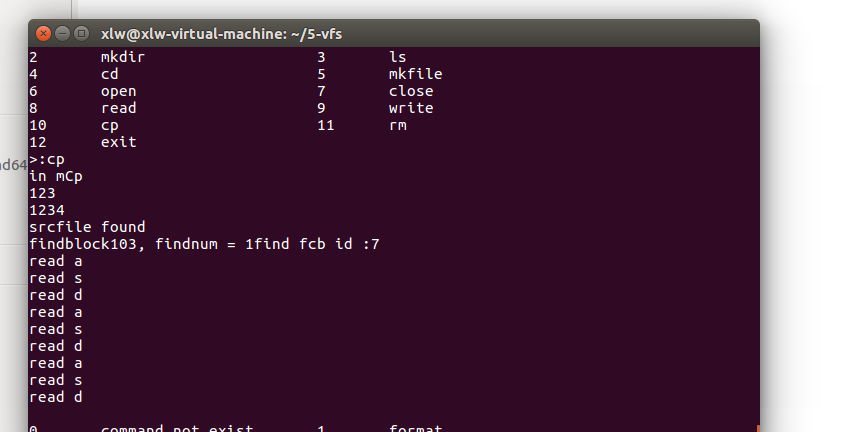 xlw@xlw-virtual-machine: ~/5-vfs
2 mkdir 3 ls
4 cd 5 mkfile
6 open 7 close
8 read 9 write
10 cp 11 rm
12 exit
>:cp
nd64
in mCp
123
1234
srcfile found
findblock103, findnum = 1find fcb id :7
read a
read s
read d
read a
read s
read d
read a
read s
read d
0 command not exist 1 format